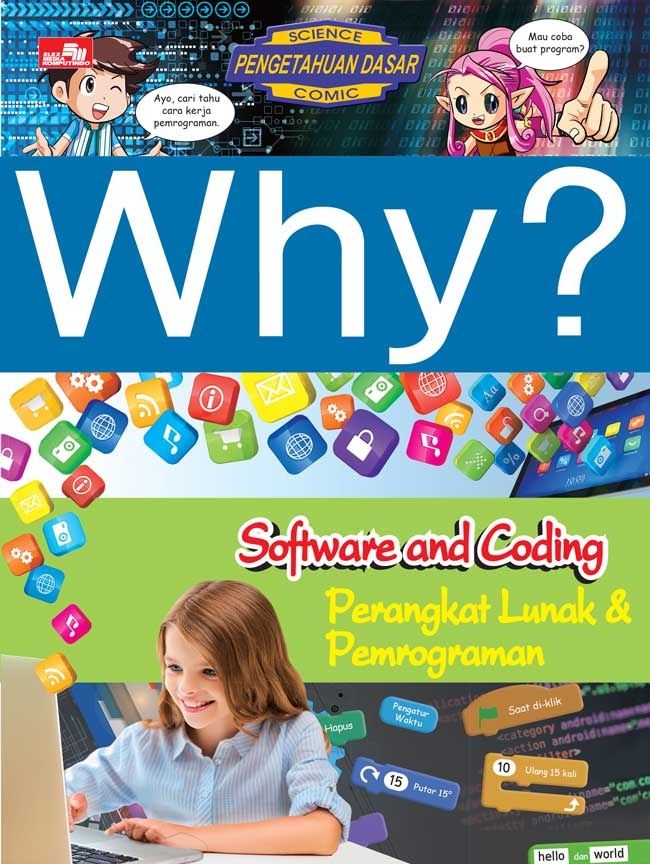 ELEX
MEDIA
KOMPUTINDO
SCIENCE
PENGETAHUAN DASAR
COMIC
Ayo, cari tahu
cara kerja
pemrograman.
Mau coba
buat program?
Why?
Software and Coding
Perangkat Lunak &
Pemrograman
Hapus
Pengatur
Waktu
Saat di-klik
15 Putar 15°
10 Ulang 15 kali
hello dan world